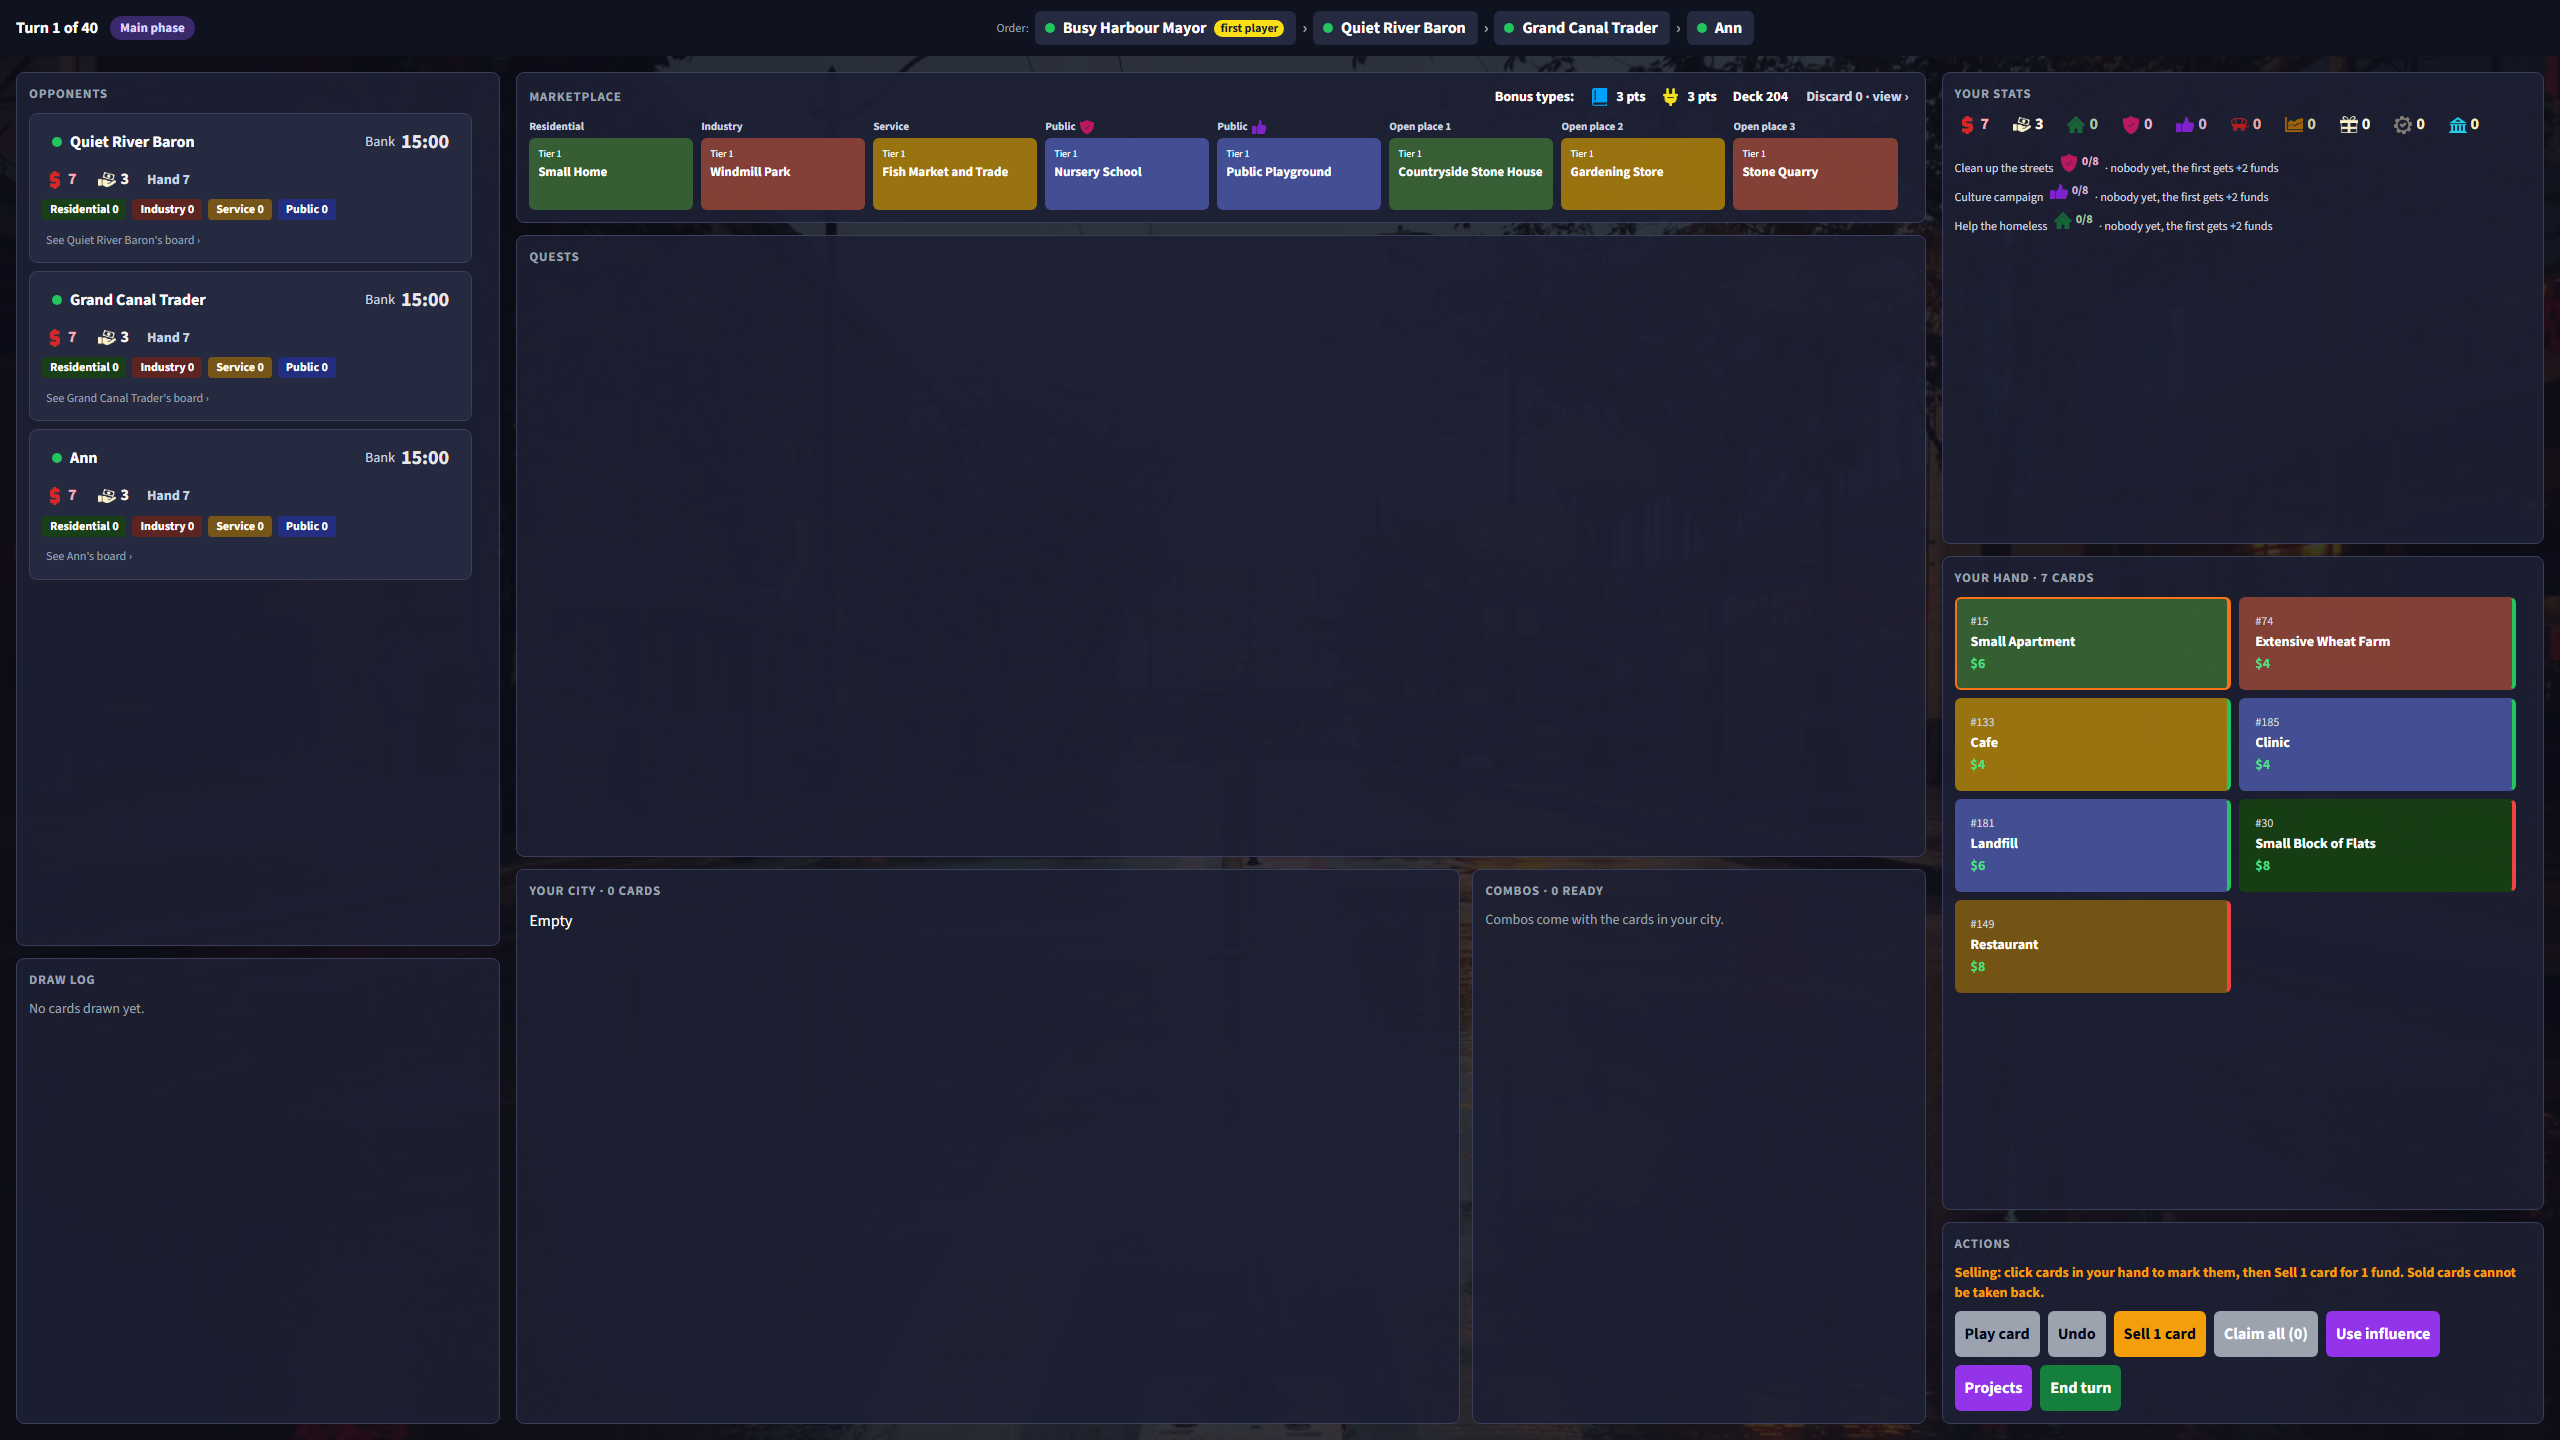 Turn 1 of 40 Main phase
Order: Busy Harbour Mayor first player › Quiet River Baron › Grand Canal Trader › Ann
OPPONENTS
Quiet River Baron Bank 15:00
7 3 Hand 7
Residential 0 Industry 0 Service 0 Public 0
See Quiet River Baron's board ›
Grand Canal Trader Bank 15:00
7 3 Hand 7
Residential 0 Industry 0 Service 0 Public 0
See Grand Canal Trader's board ›
Ann Bank 15:00
7 3 Hand 7
Residential 0 Industry 0 Service 0 Public 0
See Ann's board ›
DRAW LOG
No cards drawn yet.
MARKETPLACE
Bonus types: 3 pts 3 pts Deck 204 Discard 0 · view ›
Residential Industry Service Public Public Open place 1 Open place 2 Open place 3
Tier 1 Tier 1 Tier 1 Tier 1 Tier 1 Tier 1 Tier 1 Tier 1
Small Home Windmill Park Fish Market and Trade Nursery School Public Playground Countryside Stone House Gardening Store Stone Quarry
QUESTS
YOUR CITY · 0 CARDS
Empty
COMBOS · 0 READY
Combos come with the cards in your city.
YOUR STATS
7 3 0 0 0 0 0 0 0 0
Clean up the streets 0/8 · nobody yet, the first gets +2 funds
Culture campaign 0/8 · nobody yet, the first gets +2 funds
Help the homeless 0/8 · nobody yet, the first gets +2 funds
YOUR HAND · 7 CARDS
#15
Small Apartment
$6
#74
Extensive Wheat Farm
$4
#133
Cafe
$4
#185
Clinic
$4
#181
Landfill
$6
#30
Small Block of Flats
$8
#149
Restaurant
$8
ACTIONS
Selling: click cards in your hand to mark them, then Sell 1 card for 1 fund. Sold cards cannot
be taken back.
Play card Undo Sell 1 card Claim all (0) Use influence
Projects End turn